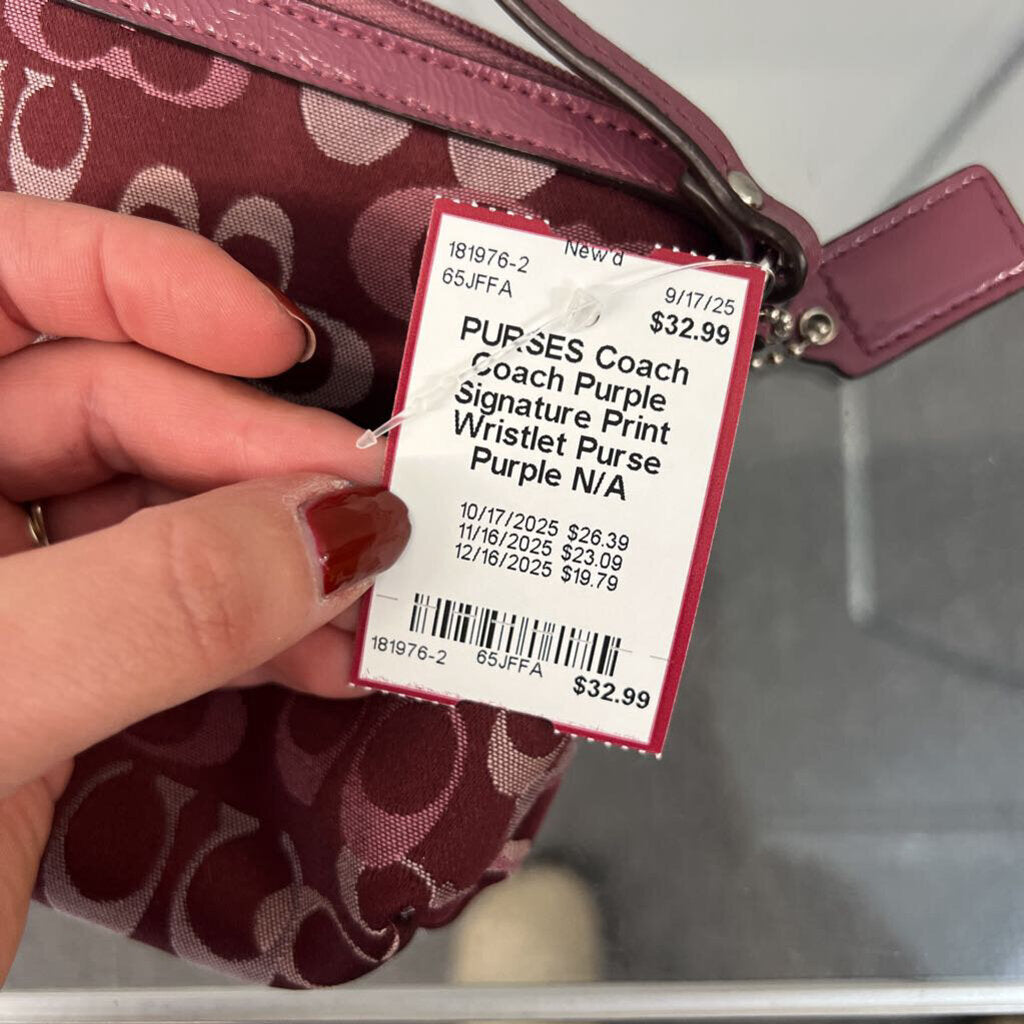 181976-2 New'd
65JFFA 9/17/25
$32.99
PURSES Coach
Coach Purple
Signature Print
Wristlet Purse
Purple N/A
10/17/2025 $26.39
11/16/2025 $23.09
12/16/2025 $19.79
181976-2 65JFFA
$32.99